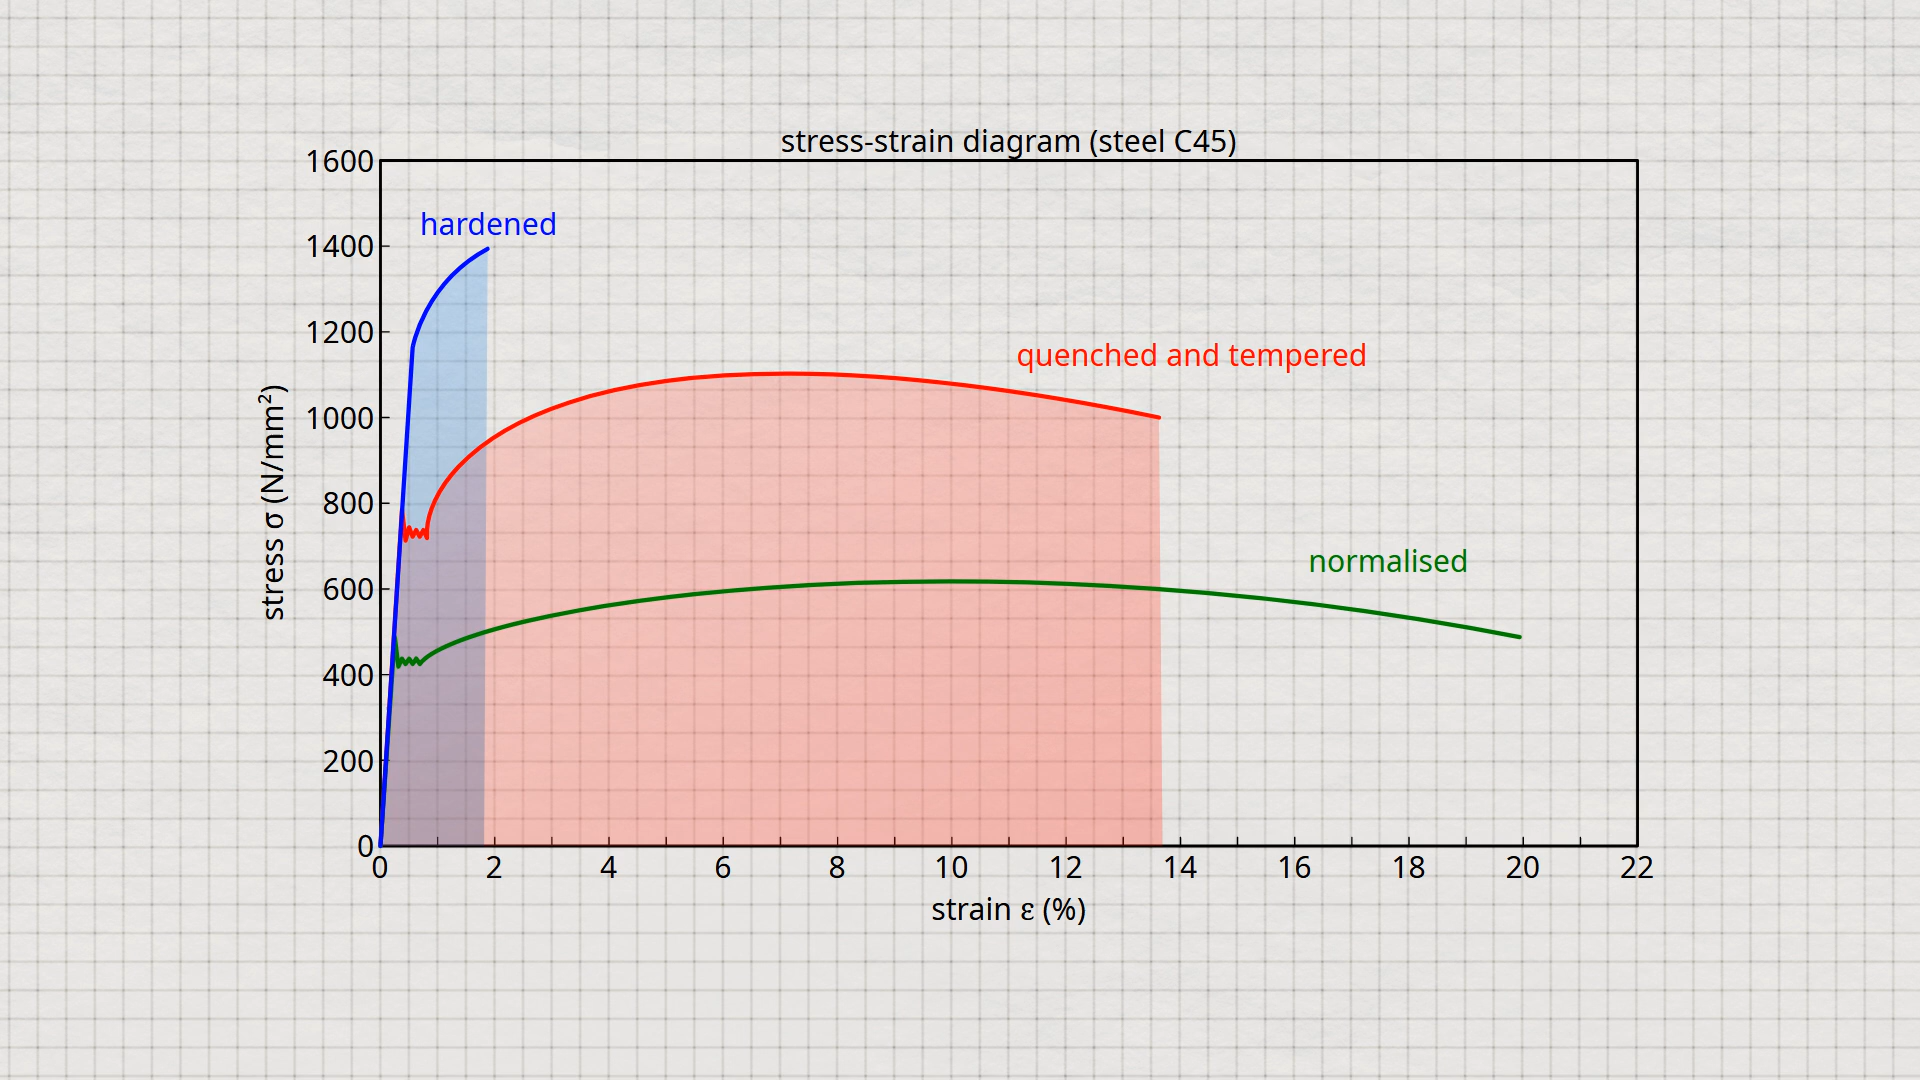 stress-strain diagram (steel C45)
1600
1400
1200
1000
800
600
400
200
0
stress σ (N/mm²)
hardened
quenched and tempered
normalised
0 2 4 6 8 10 12 14 16 18 20 22
strain ε (%)